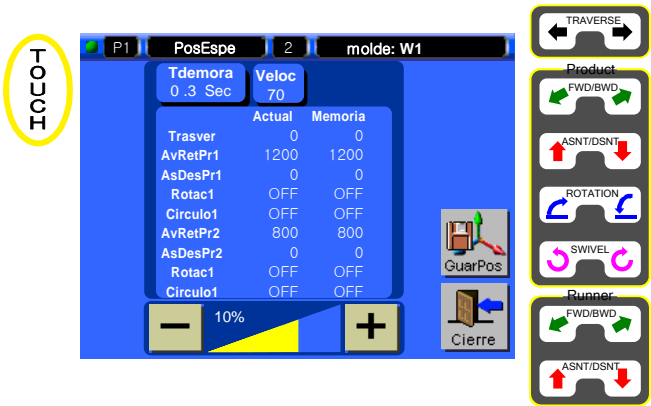 TOUCH
P1 PosEspe 2 molde: W1
Tdemora Veloc
0 .3 Sec 70
Actual Memoria
Trasver 0 0
AvRetPr1 1200 1200
AsDesPr1 0 0
Rotac1 OFF OFF
Circulo1 OFF OFF
AvRetPr2 800 800
AsDesPr2 0 0
Rotac1 OFF OFF
Circulo1 OFF OFF
10%
GuarPos
Cierre
TRAVERSE
Product
FWD/BWD
ASNT/DSNT
ROTATION
SWIVEL
Runner
FWD/BWD
ASNT/DSNT